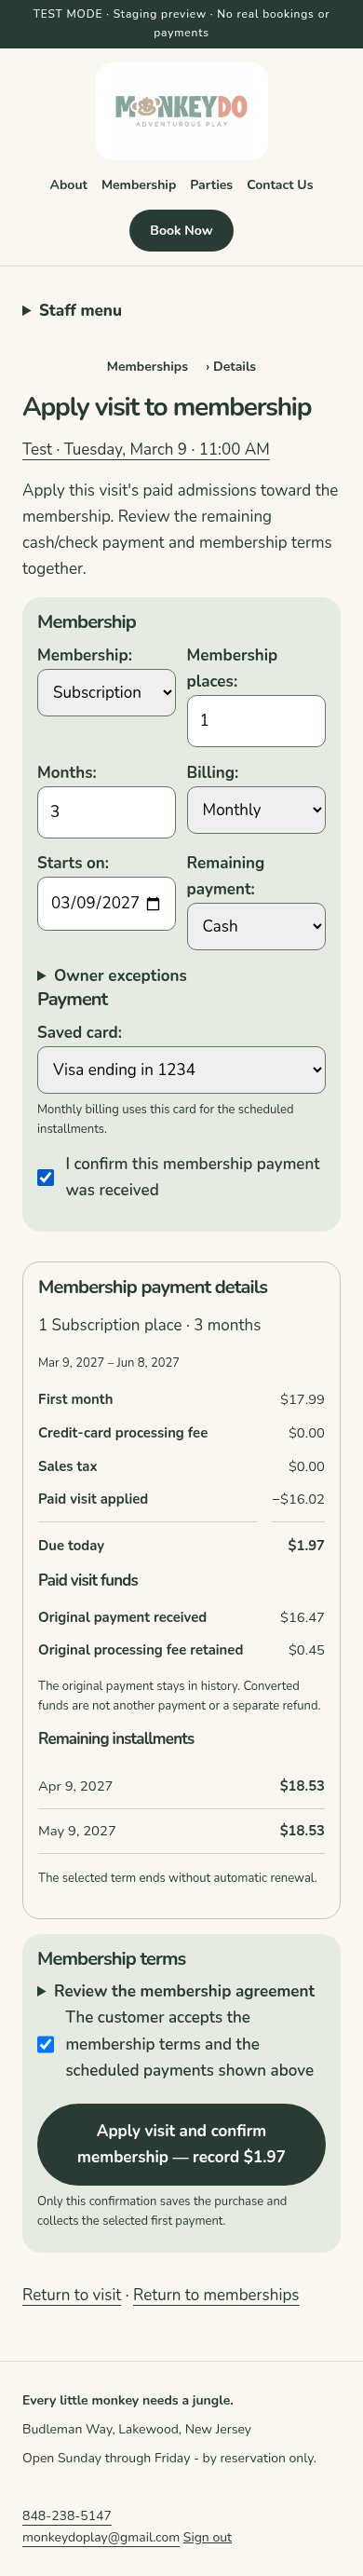 TEST MODE · Staging preview · No real bookings or
payments
MONKEYDO
ADVENTUROUS PLAY
About Membership Parties Contact Us
Book Now
Staff menu
Memberships › Details
Apply visit to membership
Test · Tuesday, March 9 · 11:00 AM
Apply this visit's paid admissions toward the
membership. Review the remaining
cash/check payment and membership terms
together.
Membership
Membership:
Subscription
Membership
places:
1
Months:
3
Billing:
Monthly
Starts on:
03/09/2027
Remaining
payment:
Cash
Owner exceptions
Payment
Saved card:
Visa ending in 1234
Monthly billing uses this card for the scheduled
installments.
I confirm this membership payment
was received
Membership payment details
1 Subscription place · 3 months
Mar 9, 2027 – Jun 8, 2027
First month $17.99
Credit-card processing fee $0.00
Sales tax $0.00
Paid visit applied −$16.02
Due today $1.97
Paid visit funds
Original payment received $16.47
Original processing fee retained $0.45
The original payment stays in history. Converted
funds are not another payment or a separate refund.
Remaining installments
Apr 9, 2027 $18.53
May 9, 2027 $18.53
The selected term ends without automatic renewal.
Membership terms
Review the membership agreement
The customer accepts the
membership terms and the
scheduled payments shown above
Apply visit and confirm
membership — record $1.97
Only this confirmation saves the purchase and
collects the selected first payment.
Return to visit · Return to memberships
Every little monkey needs a jungle.
Budleman Way, Lakewood, New Jersey
Open Sunday through Friday - by reservation only.
848-238-5147
monkeydoplay@gmail.com Sign out